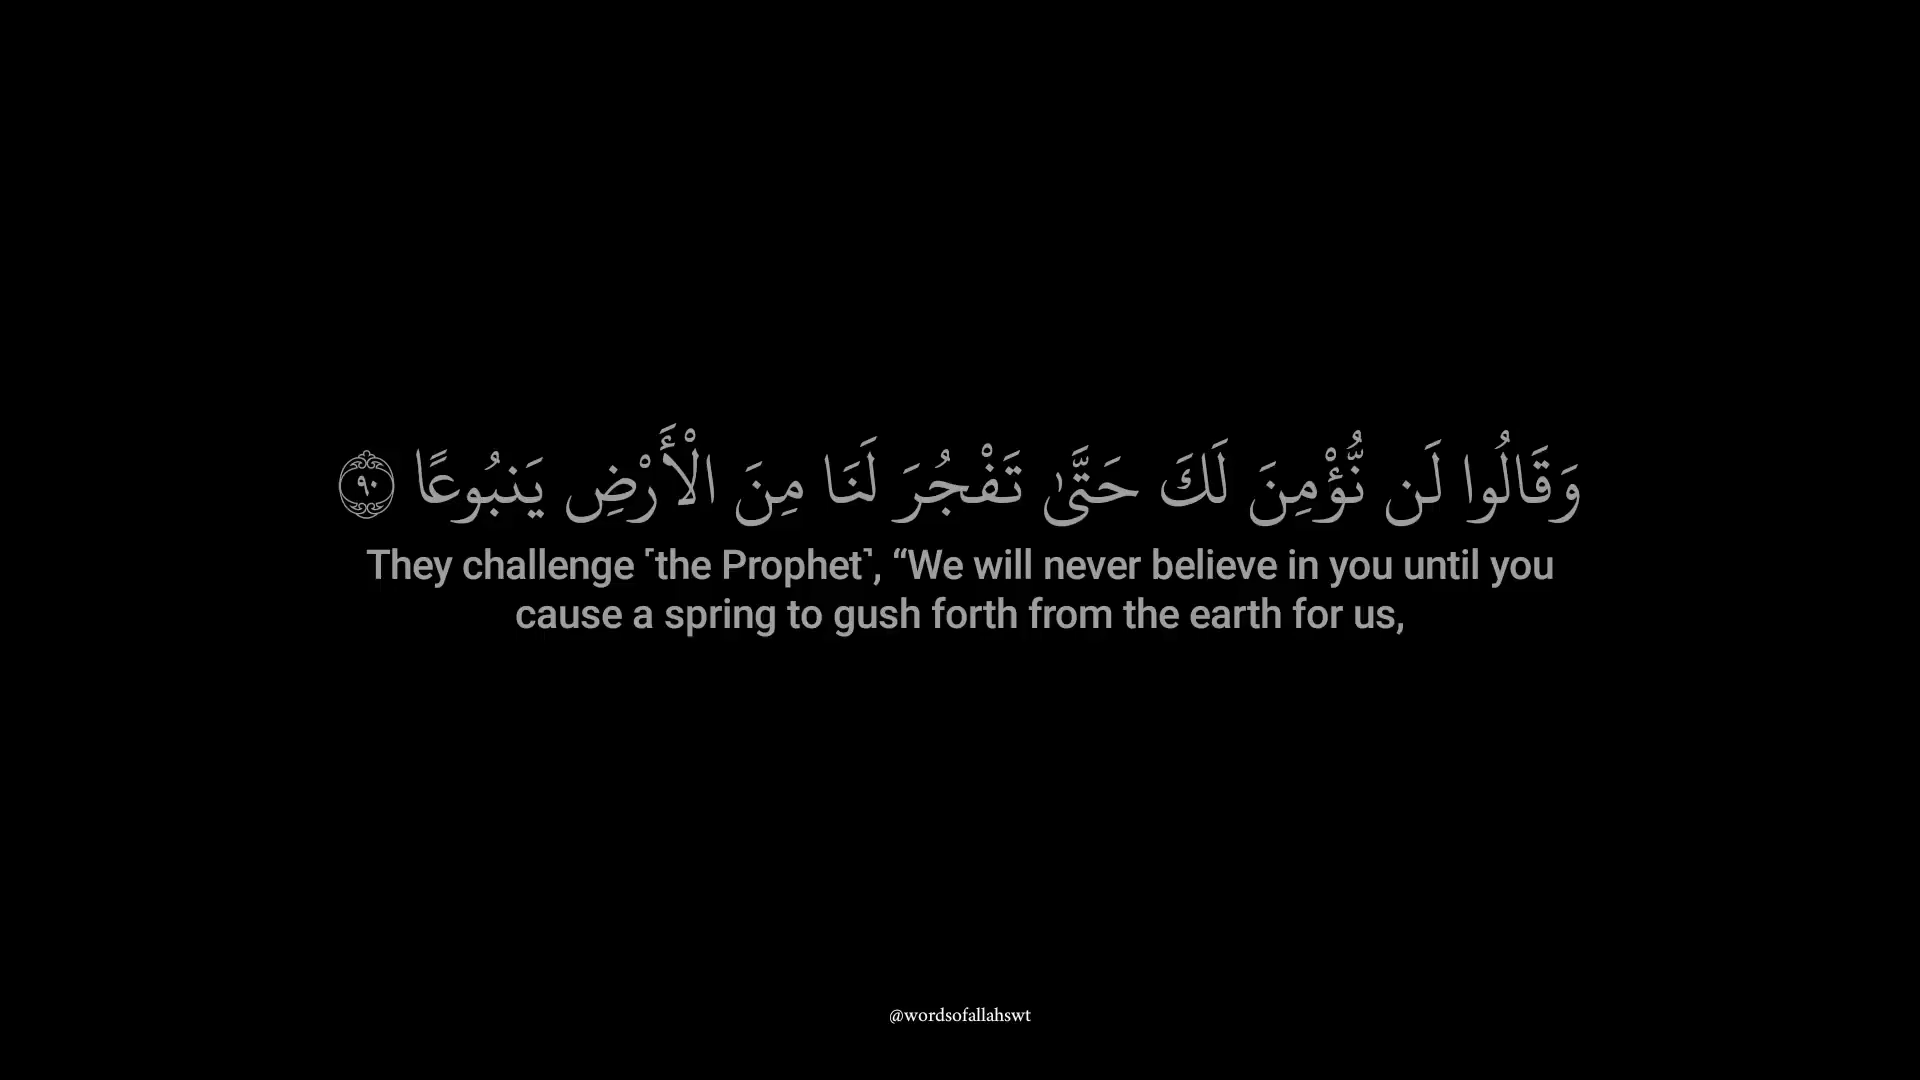 وَقَالُوا لَن نُّؤْمِنَ لَكَ حَتَّىٰ تَفْجُرَ لَنَا مِنَ الْأَرْضِ يَنبُوعًا ٩٠
They challenge ˹the Prophet˺, “We will never believe in you until you
cause a spring to gush forth from the earth for us,
@wordsofallahswt